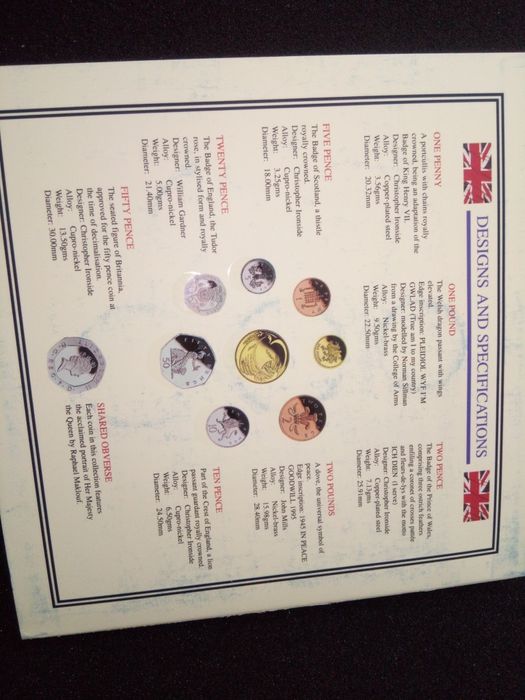 DESIGNS AND SPECIFICATIONS
ONE PENNY
A portcullis with chains royally
crowned, being an adaptation of the
Badge of King Henry VII.
Designer: Christopher Ironside
Alloy: Copper-plated steel
Weight: 3.56gms
Diameter: 20.32mm
ONE POUND
The Welsh dragon passant with wings
elevated.
Edge inscription: PLEIDIOL WYF I'M
GWLAD (True am I to my country)
Designer: modelled by Norman Sillman
from a drawing by the College of Arms
Alloy: Nickel-brass
Weight: 9.50gms
Diameter: 22.50mm
TWO PENCE
The Badge of the Prince of Wales,
comprising three ostrich feathers
enfiling a coronet of crosses pattée
and fleurs-de-lys with the motto
ICH DIEN (I serve)
Designer: Christopher Ironside
Alloy: Copper-plated steel
Weight: 7.13gms
Diameter: 25.91mm
FIVE PENCE
The Badge of Scotland, a thistle
royally crowned.
Designer: Christopher Ironside
Alloy: Cupro-nickel
Weight: 3.25gms
Diameter: 18.00mm
TWO POUNDS
A dove, the universal symbol of
peace.
Edge inscription: 1945 IN PEACE
GOODWILL 1995
Designer: John Mills
Alloy: Nickel-brass
Weight: 15.98gms
Diameter: 28.40mm
TWENTY PENCE
The Badge of England, the Tudor
rose, in stylised form and royally
crowned.
Designer: William Gardner
Alloy: Cupro-nickel
Weight: 5.00gms
Diameter: 21.40mm
TEN PENCE
Part of the Crest of England, a lion
passant guardant royally crowned.
Designer: Christopher Ironside
Alloy: Cupro-nickel
Weight: 6.50gms
Diameter: 24.50mm
FIFTY PENCE
The seated figure of Britannia,
approved for the fifty pence coin at
the time of decimalisation.
Designer: Christopher Ironside
Alloy: Cupro-nickel
Weight: 13.50gms
Diameter: 30.00mm
SHARED OBVERSE
Each coin in this collection features
the acclaimed portrait of Her Majesty
the Queen by Raphael Maklouf.
1
2
50
10